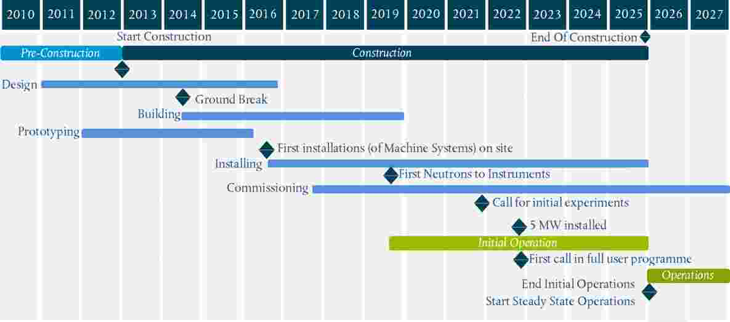 2010 2011 2012 2013 2014 2015 2016 2017 2018 2019 2020 2021 2022 2023 2024 2025 2026 2027
Start Construction
End Of Construction
Pre-Construction
Construction
Design
Ground Break
Building
Prototyping
First installations (of Machine Systems) on site
Installing
First Neutrons to Instruments
Commissioning
Call for initial experiments
5 MW installed
Initial Operation
First call in full user programme
Operations
End Initial Operations
Start Steady State Operations